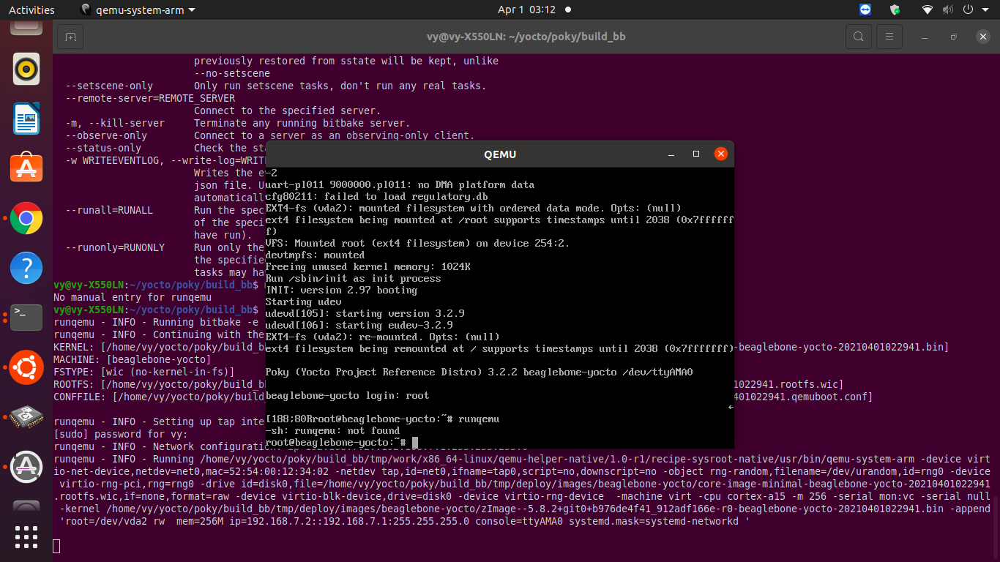 Activities
qemu-system-arm
Apr 1 03:12
vy@vy-X550LN: ~/yocto/poky/build_bb
previously restored from sstate will be kept, unlike
--no-setscene
--setscene-only Only run setscene tasks, don't run any real tasks.
--remote-server=REMOTE_SERVER
Connect to the specified server.
-m, --kill-server Terminate any running bitbake server.
--observe-only Connect to a server as an observing-only client.
--status-only Check the sta
-w WRITEEVENTLOG, --write-log=WRIT
Writes the e
json file. U
automatically
--runall=RUNALL Run the spec
of the speci
have run).
--runonly=RUNONLY Run only the
the specifie
tasks may ha
vy@vy-X550LN:~/yocto/poky/build_bb$
No manual entry for runqemu
vy@vy-X550LN:~/yocto/poky/build_bb$
runqemu - INFO - Running bitbake -e
runqemu - INFO - Continuing with the
KERNEL: [/home/vy/yocto/poky/build_b -beaglebone-yocto-20210401022941.bin]
MACHINE: [beaglebone-yocto]
FSTYPE: [wic (no-kernel-in-fs)]
ROOTFS: [/home/vy/yocto/poky/build_b 01022941.rootfs.wic]
CONFFILE: [/home/vy/yocto/poky/build 401022941.qemuboot.conf]
runqemu - INFO - Setting up tap inte
[sudo] password for vy:
runqemu - INFO - Network configurati
runqemu - INFO - Running /home/vy/yocto/poky/build_bb/tmp/work/x86_64-linux/qemu-helper-native/1.0-r1/recipe-sysroot-native/usr/bin/qemu-system-arm -device virt
io-net-device,netdev=net0,mac=52:54:00:12:34:02 -netdev tap,id=net0,ifname=tap0,script=no,downscript=no -object rng-random,filename=/dev/urandom,id=rng0 -device
virtio-rng-pci,rng=rng0 -drive id=disk0,file=/home/vy/yocto/poky/build_bb/tmp/deploy/images/beaglebone-yocto/core-image-minimal-beaglebone-yocto-20210401022941
.rootfs.wic,if=none,format=raw -device virtio-blk-device,drive=disk0 -device virtio-rng-device -machine virt -cpu cortex-a15 -m 256 -serial mon:vc -serial null
-kernel /home/vy/yocto/poky/build_bb/tmp/deploy/images/beaglebone-yocto/zImage--5.8.2+git0+b976de4f41_912adf166e-r0-beaglebone-yocto-20210401022941.bin -append
'root=/dev/vda2 rw mem=256M ip=192.168.7.2::192.168.7.1:255.255.255.0 console=ttyAMA0 systemd.mask=systemd-networkd '
QEMU
-2
uart-pl011 9000000.pl011: no DMA platform data
cfg80211: failed to load regulatory.db
EXT4-fs (vda2): mounted filesystem with ordered data mode. Opts: (null)
ext4 filesystem being mounted at /root supports timestamps until 2038 (0x7ffffff
f)
VFS: Mounted root (ext4 filesystem) on device 254:2.
devtmpfs: mounted
Freeing unused kernel memory: 1024K
Run /sbin/init as init process
INIT: version 2.97 booting
Starting udev
udevd[105]: starting version 3.2.9
udevd[106]: starting eudev-3.2.9
EXT4-fs (vda2): re-mounted. Opts: (null)
ext4 filesystem being remounted at / supports timestamps until 2038 (0x7fffffff)
Poky (Yocto Project Reference Distro) 3.2.2 beaglebone-yocto /dev/ttyAMA0
beaglebone-yocto login: root
←
[188;80Rroot@beaglebone-yocto:~# runqemu
-sh: runqemu: not found
root@beaglebone-yocto:~#